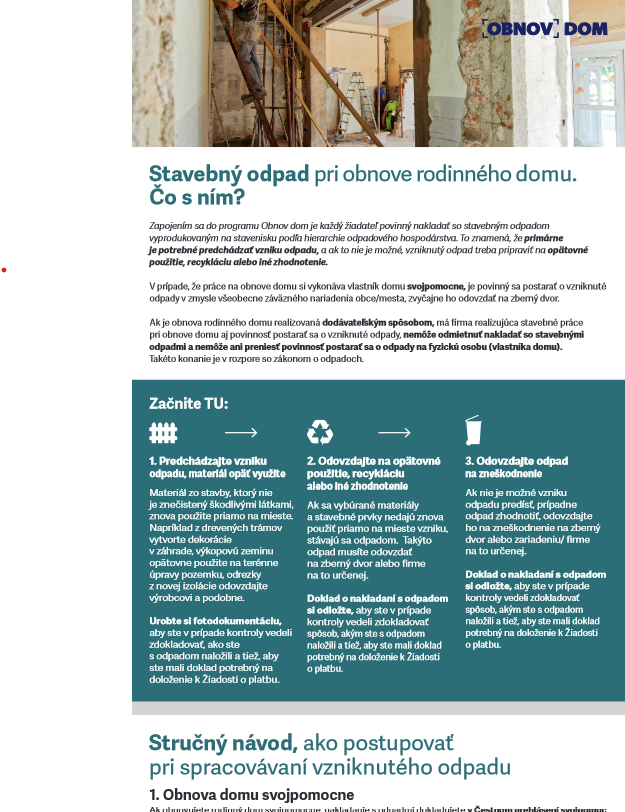 [OBNOV] DOM
Stavebný odpad pri obnove rodinného domu.
Čo s ním?
Zapojením sa do programu Obnov dom je každý žiadateľ povinný nakladať so stavebným odpadom
vyprodukovaným na stavenisku podľa hierarchie odpadového hospodárstva. To znamená, že primárne
je potrebné predchádzať vzniku odpadu, a ak to nie je možné, vzniknutý odpad treba pripraviť na opätovné
použitie, recykláciu alebo iné zhodnotenie.
V prípade, že práce na obnove domu si vykonáva vlastník domu svojpomocne, je povinný sa postarať o vzniknuté
odpady v zmysle všeobecne záväzného nariadenia obce/mesta, zvyčajne ho odovzdať na zberný dvor.
Ak je obnova rodinného domu realizovaná dodávateľským spôsobom, má firma realizujúca stavebné práce
pri obnove domu aj povinnosť postarať sa o vzniknuté odpady, nemôže odmietnuť nakladať so stavebnými
odpadmi a nemôže ani preniesť povinnosť postarať sa o odpady na fyzickú osobu (vlastníka domu).
Takéto konanie je v rozpore so zákonom o odpadoch.
Začnite TU:
1. Predchádzajte vzniku
odpadu, materiál opäť využite
Materiál zo stavby, ktorý nie
je znečistený škodlivými látkami,
znova použite priamo na mieste.
Napríklad z drevených trámov
vytvorte dekorácie
v záhrade, výkopovú zeminu
opätovne použite na terénne
úpravy pozemku, odrezky
z novej izolácie odovzdajte
výrobcovi a podobne.
Urobte si fotodokumentáciu,
aby ste v prípade kontroly vedeli
zdokladovať, ako ste
s odpadom naložili a tiež, aby
ste mali doklad potrebný na
doloženie k Žiadosti o platbu.
2. Odovzdajte na opätovné
použitie, recykláciu
alebo iné zhodnotenie
Ak sa vybúrané materiály
a stavebné prvky nedajú znova
použiť priamo na mieste vzniku,
stávajú sa odpadom. Takýto
odpad musíte odovzdať
na zberný dvor alebo firme
na to určenej.
Doklad o nakladaní s odpadom
si odložte, aby ste v prípade
kontroly vedeli zdokladovať
spôsob, akým ste s odpadom
naložili a tiež, aby ste mali doklad
potrebný na doloženie k Žiadosti
o platbu.
3. Odovzdajte odpad
na zneškodnenie
Ak nie je možné vzniku
odpadu predísť, prípadne
odpad zhodnotiť, odovzdajte
ho na zneškodnenie na zberný
dvor alebo zariadeniu/ firme
na to určenej.
Doklad o nakladaní s odpadom
si odložte, aby ste v prípade
kontroly vedeli zdokladovať
spôsob, akým ste s odpadom
naložili a tiež, aby ste mali doklad
potrebný na doloženie k Žiadosti
o platbu.
Stručný návod, ako postupovať
pri spracovávaní vzniknutého odpadu
1. Obnova domu svojpomocne
Ak obnovujete rodinný dom svojpomocne, nakladanie s odpadmi dokladujete v Čestnom prehlásení svojpomoc.